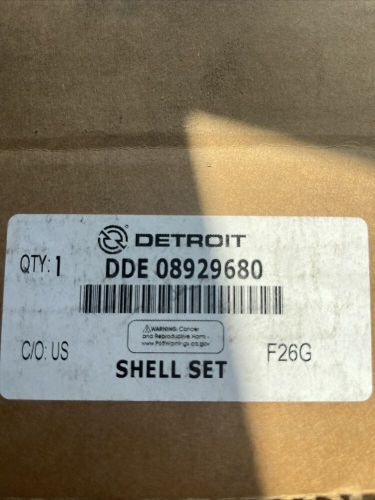 DETROIT
QTY: 1 DDE 08929680
⚠WARNING: Cancer
and Reproductive Harm -
www.P65Warnings.ca.gov
C/O: US F26G
SHELL SET